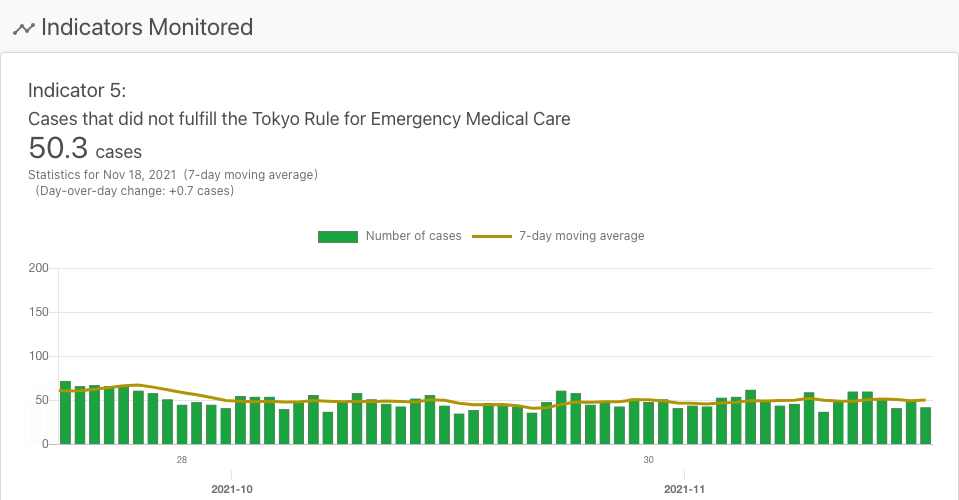 Indicators Monitored
Indicator 5:
Cases that did not fulfill the Tokyo Rule for Emergency Medical Care
50.3 cases
Statistics for Nov 18, 2021 (7-day moving average)
(Day-over-day change: +0.7 cases)
Number of cases 7-day moving average
200
150
100
50
0
28 30
2021-10 2021-11